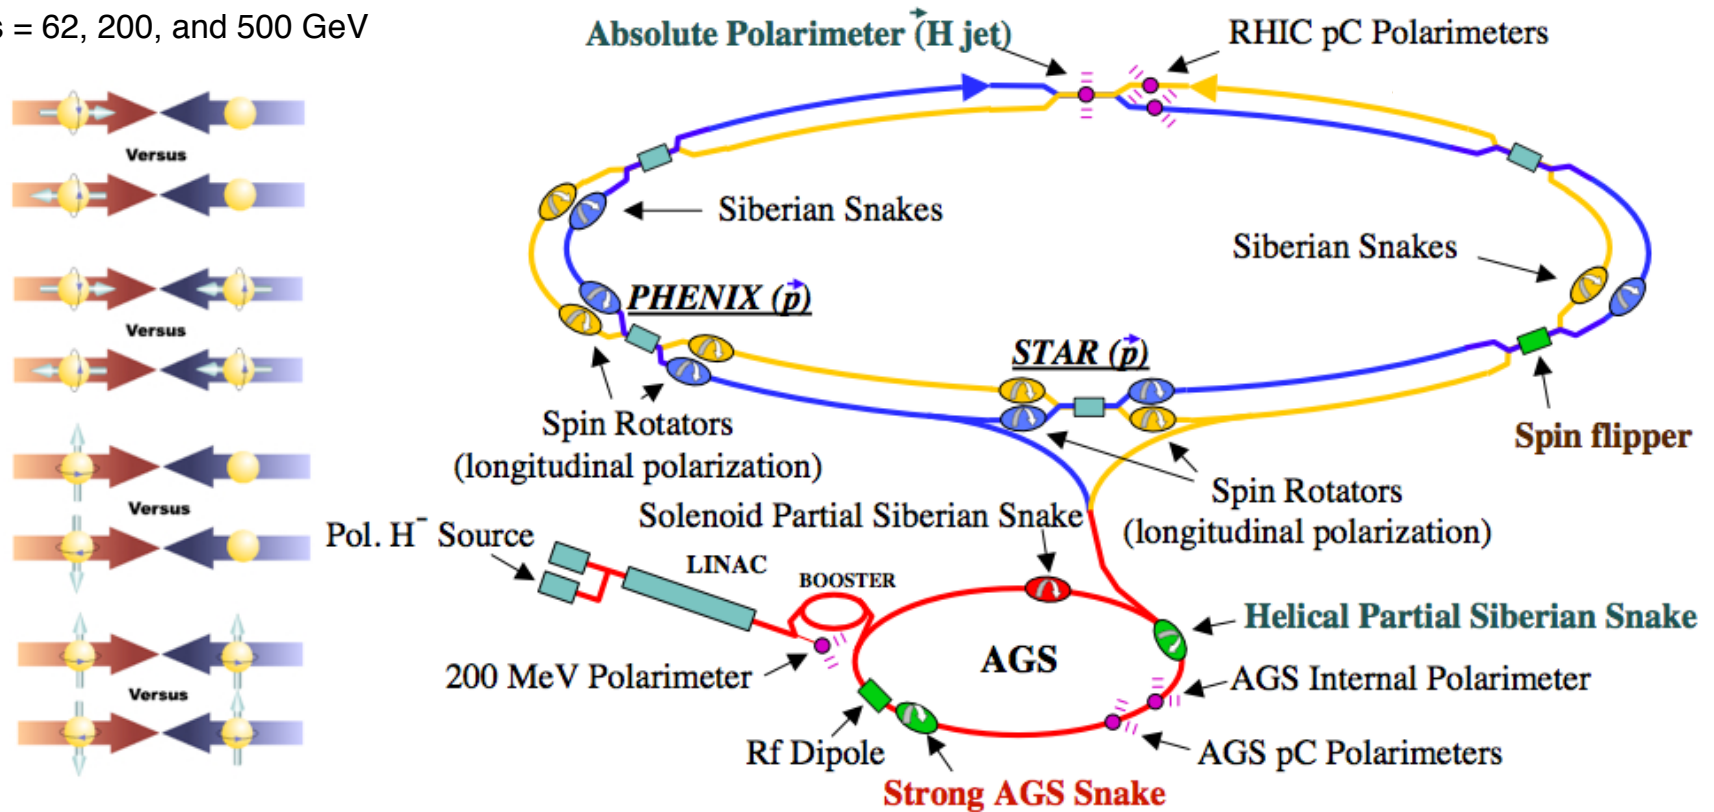 s = 62, 200, and 500 GeV
Absolute Polarimeter (H jet)
RHIC pC Polarimeters
Versus
Siberian Snakes
Siberian Snakes
PHENIX (p)
Versus
STAR (p)
Spin Rotators
(longitudinal polarization)
Spin flipper
Spin Rotators
(longitudinal polarization)
Versus
Solenoid Partial Siberian Snake
Pol. H⁻ Source
LINAC
BOOSTER
Helical Partial Siberian Snake
AGS
200 MeV Polarimeter
AGS Internal Polarimeter
Versus
Rf Dipole
AGS pC Polarimeters
Strong AGS Snake